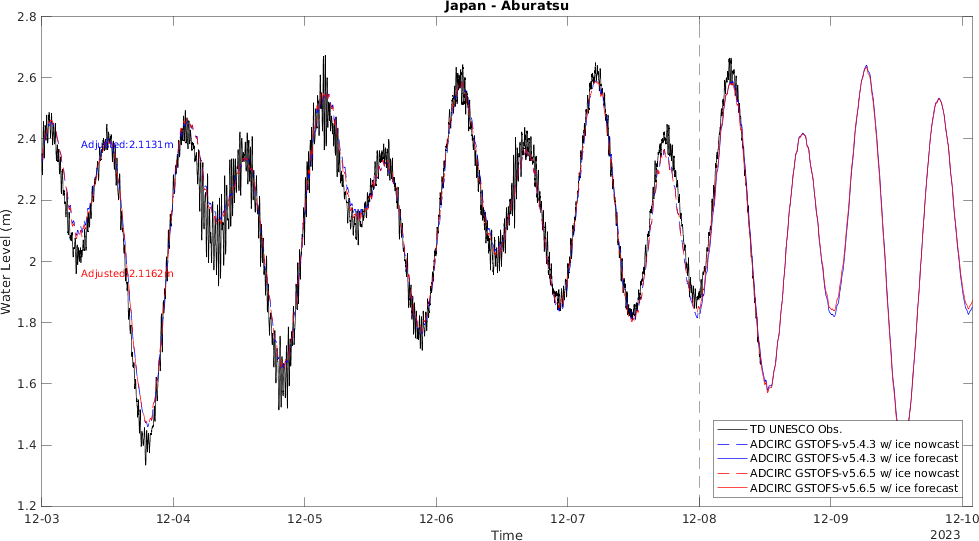 Japan - Aburatsu
2.8
2.6
2.4
2.2
2
1.8
1.6
1.4
1.2
Water Level (m)
Adjusted:2.1131m
Adjusted:2.1162m
TD UNESCO Obs.
ADCIRC GSTOFS-v5.4.3 w/ ice nowcast
ADCIRC GSTOFS-v5.4.3 w/ ice forecast
ADCIRC GSTOFS-v5.6.5 w/ ice nowcast
ADCIRC GSTOFS-v5.6.5 w/ ice forecast
12-03 12-04 12-05 12-06 12-07 12-08 12-09 12-10
Time
2023